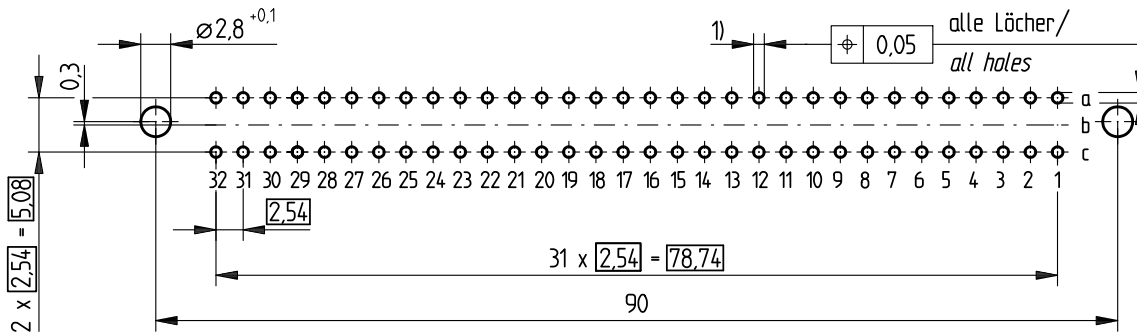 ⌀2,8 +0,1
1)
⌖ 0,05
alle Löcher/
all holes
0,3
a
b
c
32 31 30 29 28 27 26 25 24 23 22 21 20 19 18 17 16 15 14 13 12 11 10 9 8 7 6 5 4 3 2 1
2,54
2 x 2,54 = 5,08
31 x 2,54 = 78,74
90